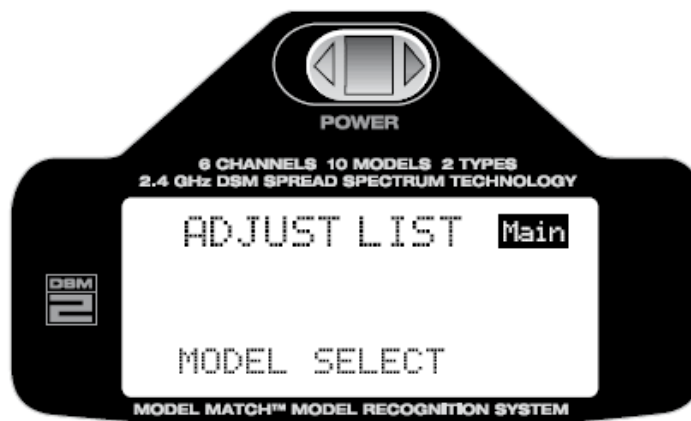 POWER
6 CHANNELS 10 MODELS 2 TYPES
2.4 GHz DSM SPREAD SPECTRUM TECHNOLOGY
ADJUST LIST Main
DSM
2
MODEL SELECT
MODEL MATCH™ MODEL RECOGNITION SYSTEM